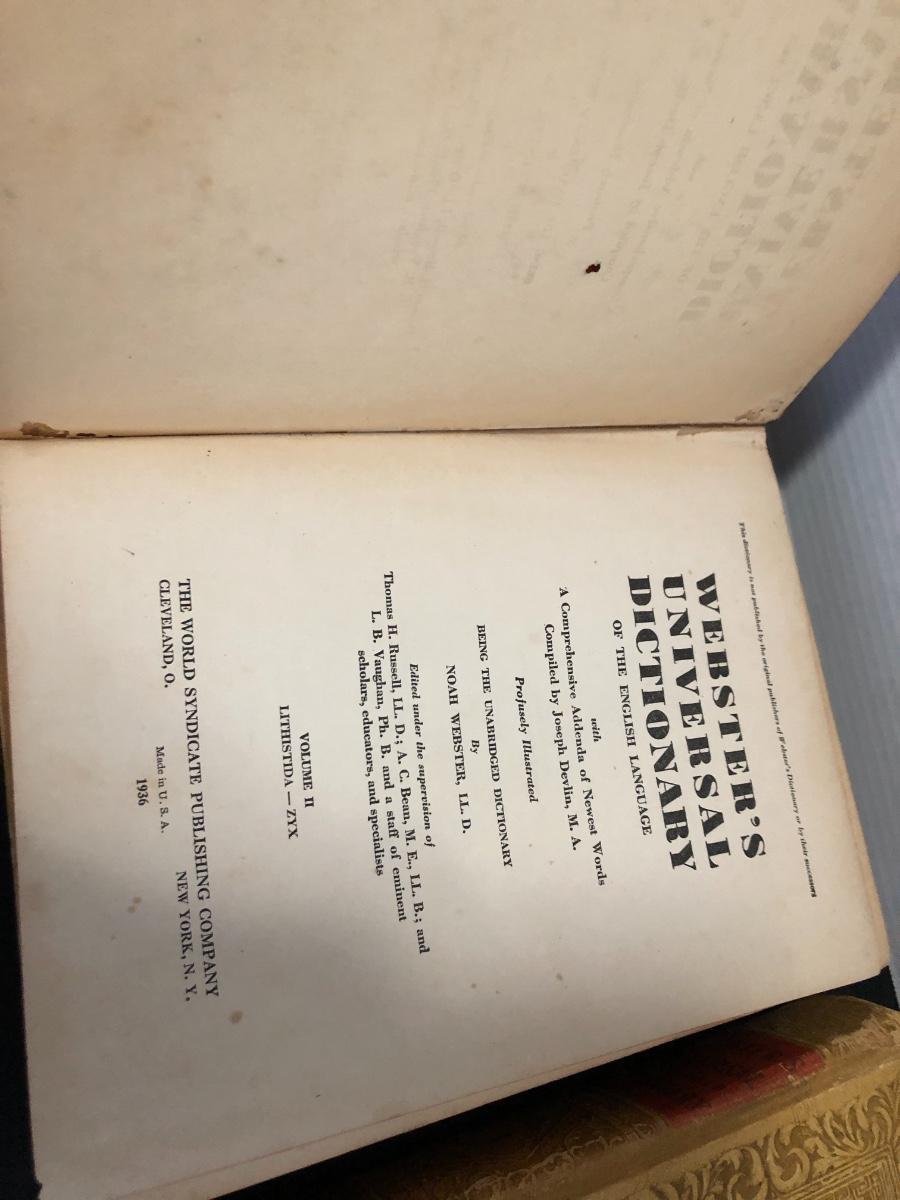 This dictionary is not published by the original publishers of Webster's Dictionary or by their successors
WEBSTER'S
UNIVERSAL
DICTIONARY
OF THE ENGLISH LANGUAGE
with
A Comprehensive Addenda of Newest Words
Compiled by Joseph Devlin, M. A.
Profusely Illustrated
BEING THE UNABRIDGED DICTIONARY
By
NOAH WEBSTER, LL. D.
Edited under the supervision of
Thomas H. Russell, LL. D.; A. C. Bean, M. E., LL. B.; and
L. B. Vaughan, Ph. B. and a staff of eminent
scholars, educators, and specialists
VOLUME II
LITHISTIDA — ZYX
THE WORLD SYNDICATE PUBLISHING COMPANY
CLEVELAND, O. NEW YORK, N. Y.
Made in U. S. A.
1936